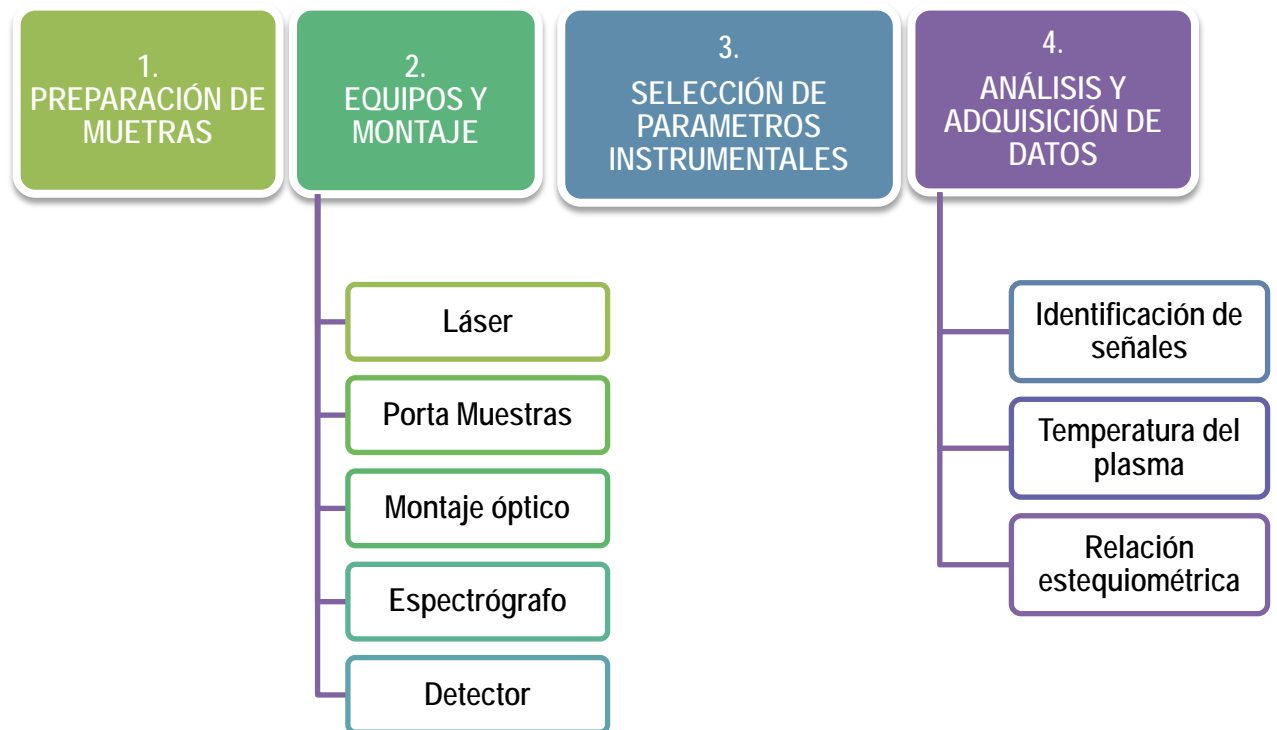 1.
PREPARACIÓN DE
MUETRAS
2.
EQUIPOS Y
MONTAJE
3.
SELECCIÓN DE
PARAMETROS
INSTRUMENTALES
4.
ANÁLISIS Y
ADQUISICIÓN DE
DATOS
Láser
Porta Muestras
Montaje óptico
Espectrógrafo
Detector
Identificación de
señales
Temperatura del
plasma
Relación
estequiométrica